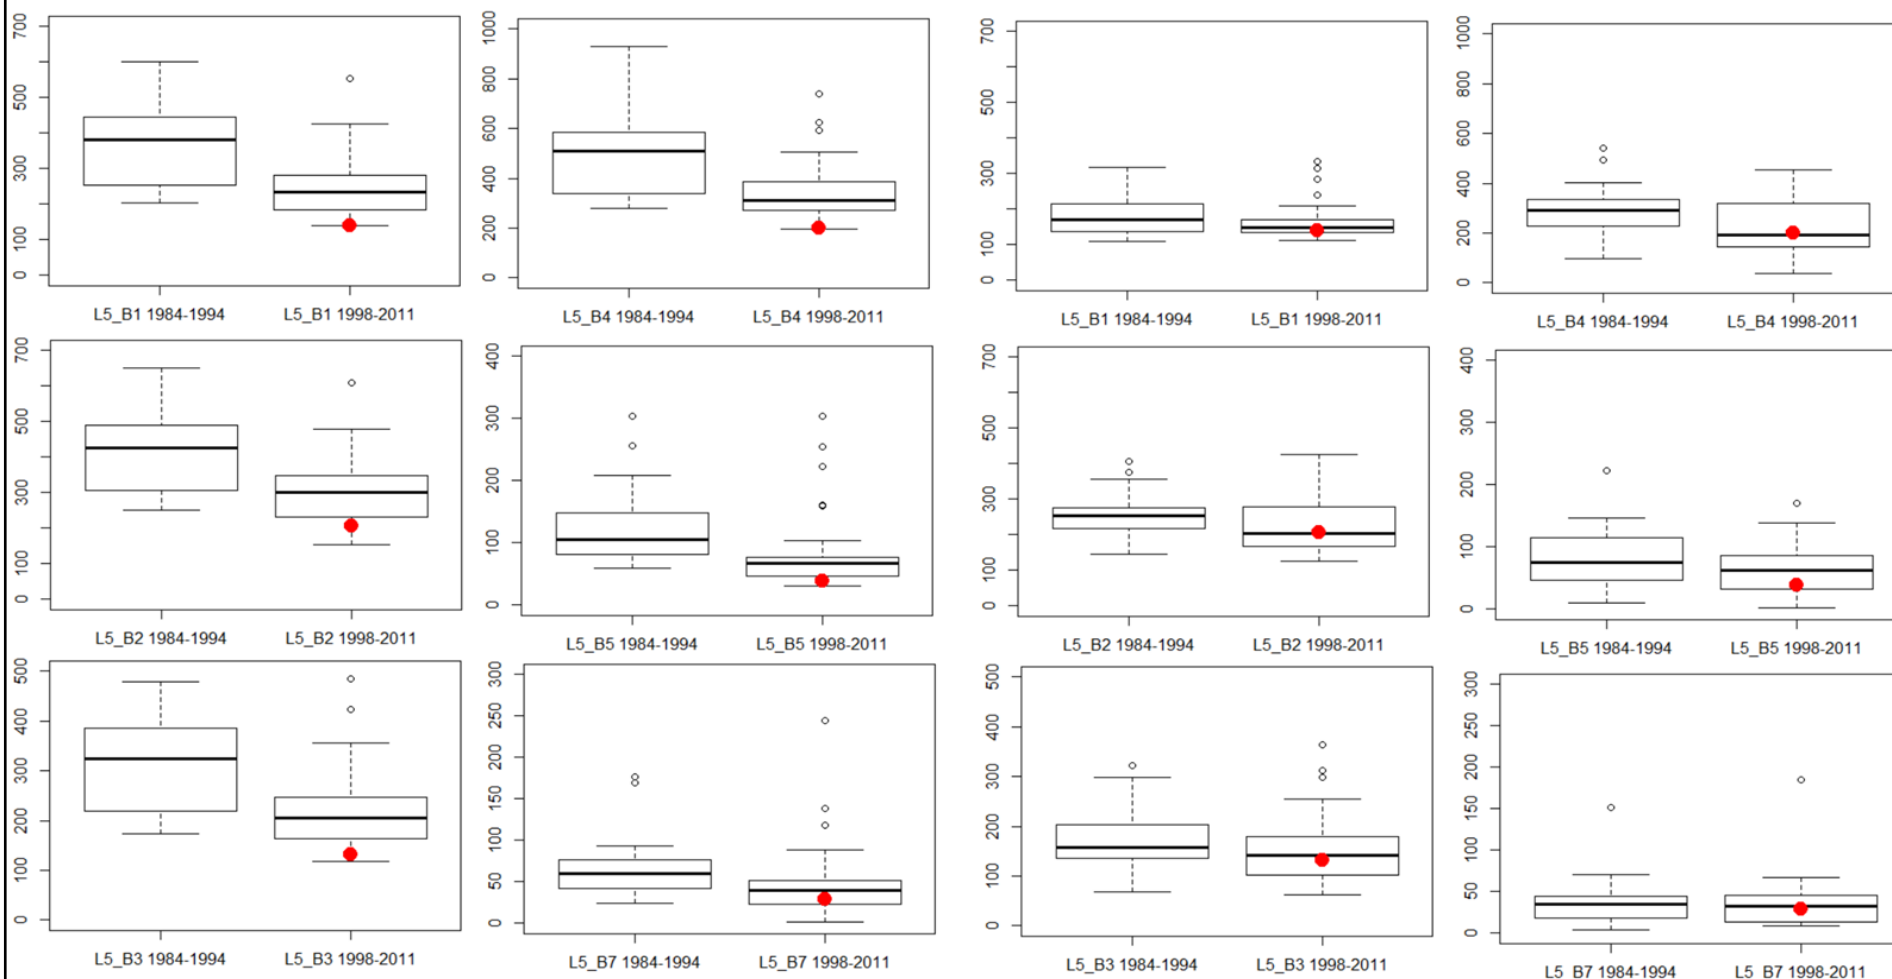 700
500
300
100
0
L5_B1 1984-1994
L5_B1 1998-2011
1000
800
600
400
200
0
L5_B4 1984-1994
L5_B4 1998-2011
700
500
300
100
0
L5_B1 1984-1994
L5_B1 1998-2011
1000
800
600
400
200
0
L5_B4 1984-1994
L5_B4 1998-2011
700
500
300
100
0
L5_B2 1984-1994
L5_B2 1998-2011
400
300
200
100
0
L5_B5 1984-1994
L5_B5 1998-2011
700
500
300
100
0
L5_B2 1984-1994
L5_B2 1998-2011
400
300
200
100
0
L5_B5 1984-1994
L5_B5 1998-2011
500
400
300
200
100
0
L5_B3 1984-1994
L5_B3 1998-2011
300
250
200
150
100
50
0
L5_B7 1984-1994
L5_B7 1998-2011
500
400
300
200
100
0
L5_B3 1984-1994
L5_B3 1998-2011
300
250
200
150
100
50
0
L5_B7 1984-1994
L5_B7 1998-2011